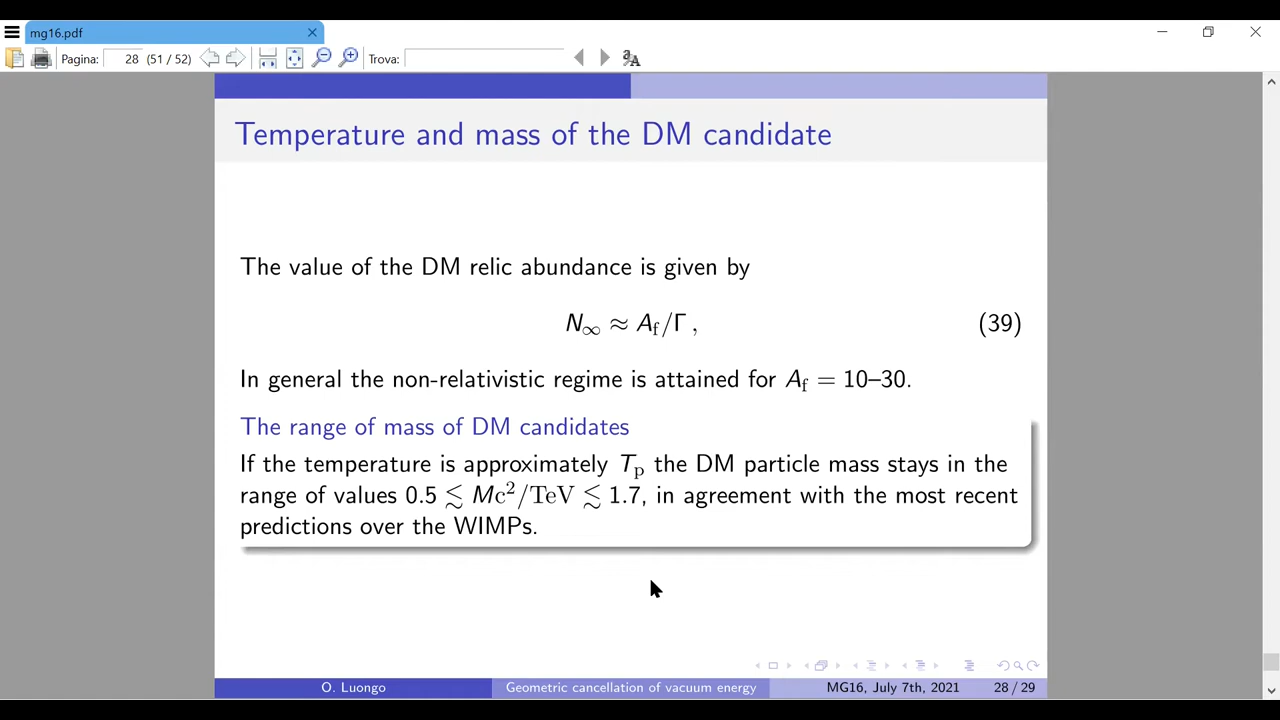 mg16.pdf
Pagina: 28 (51 / 52) Trova:
Temperature and mass of the DM candidate
The value of the DM relic abundance is given by
N∞ ≈ A_f/Γ , (39)
In general the non-relativistic regime is attained for A_f = 10–30.
The range of mass of DM candidates
If the temperature is approximately T_p the DM particle mass stays in the
range of values 0.5 ≲ Mc²/TeV ≲ 1.7, in agreement with the most recent
predictions over the WIMPs.
O. Luongo Geometric cancellation of vacuum energy MG16, July 7th, 2021 28 / 29